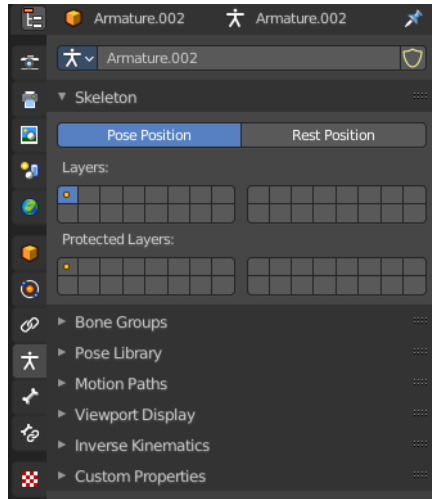 Armature.002 Armature.002
Armature.002
Skeleton
Pose Position Rest Position
Layers:
Protected Layers:
Bone Groups
Pose Library
Motion Paths
Viewport Display
Inverse Kinematics
Custom Properties